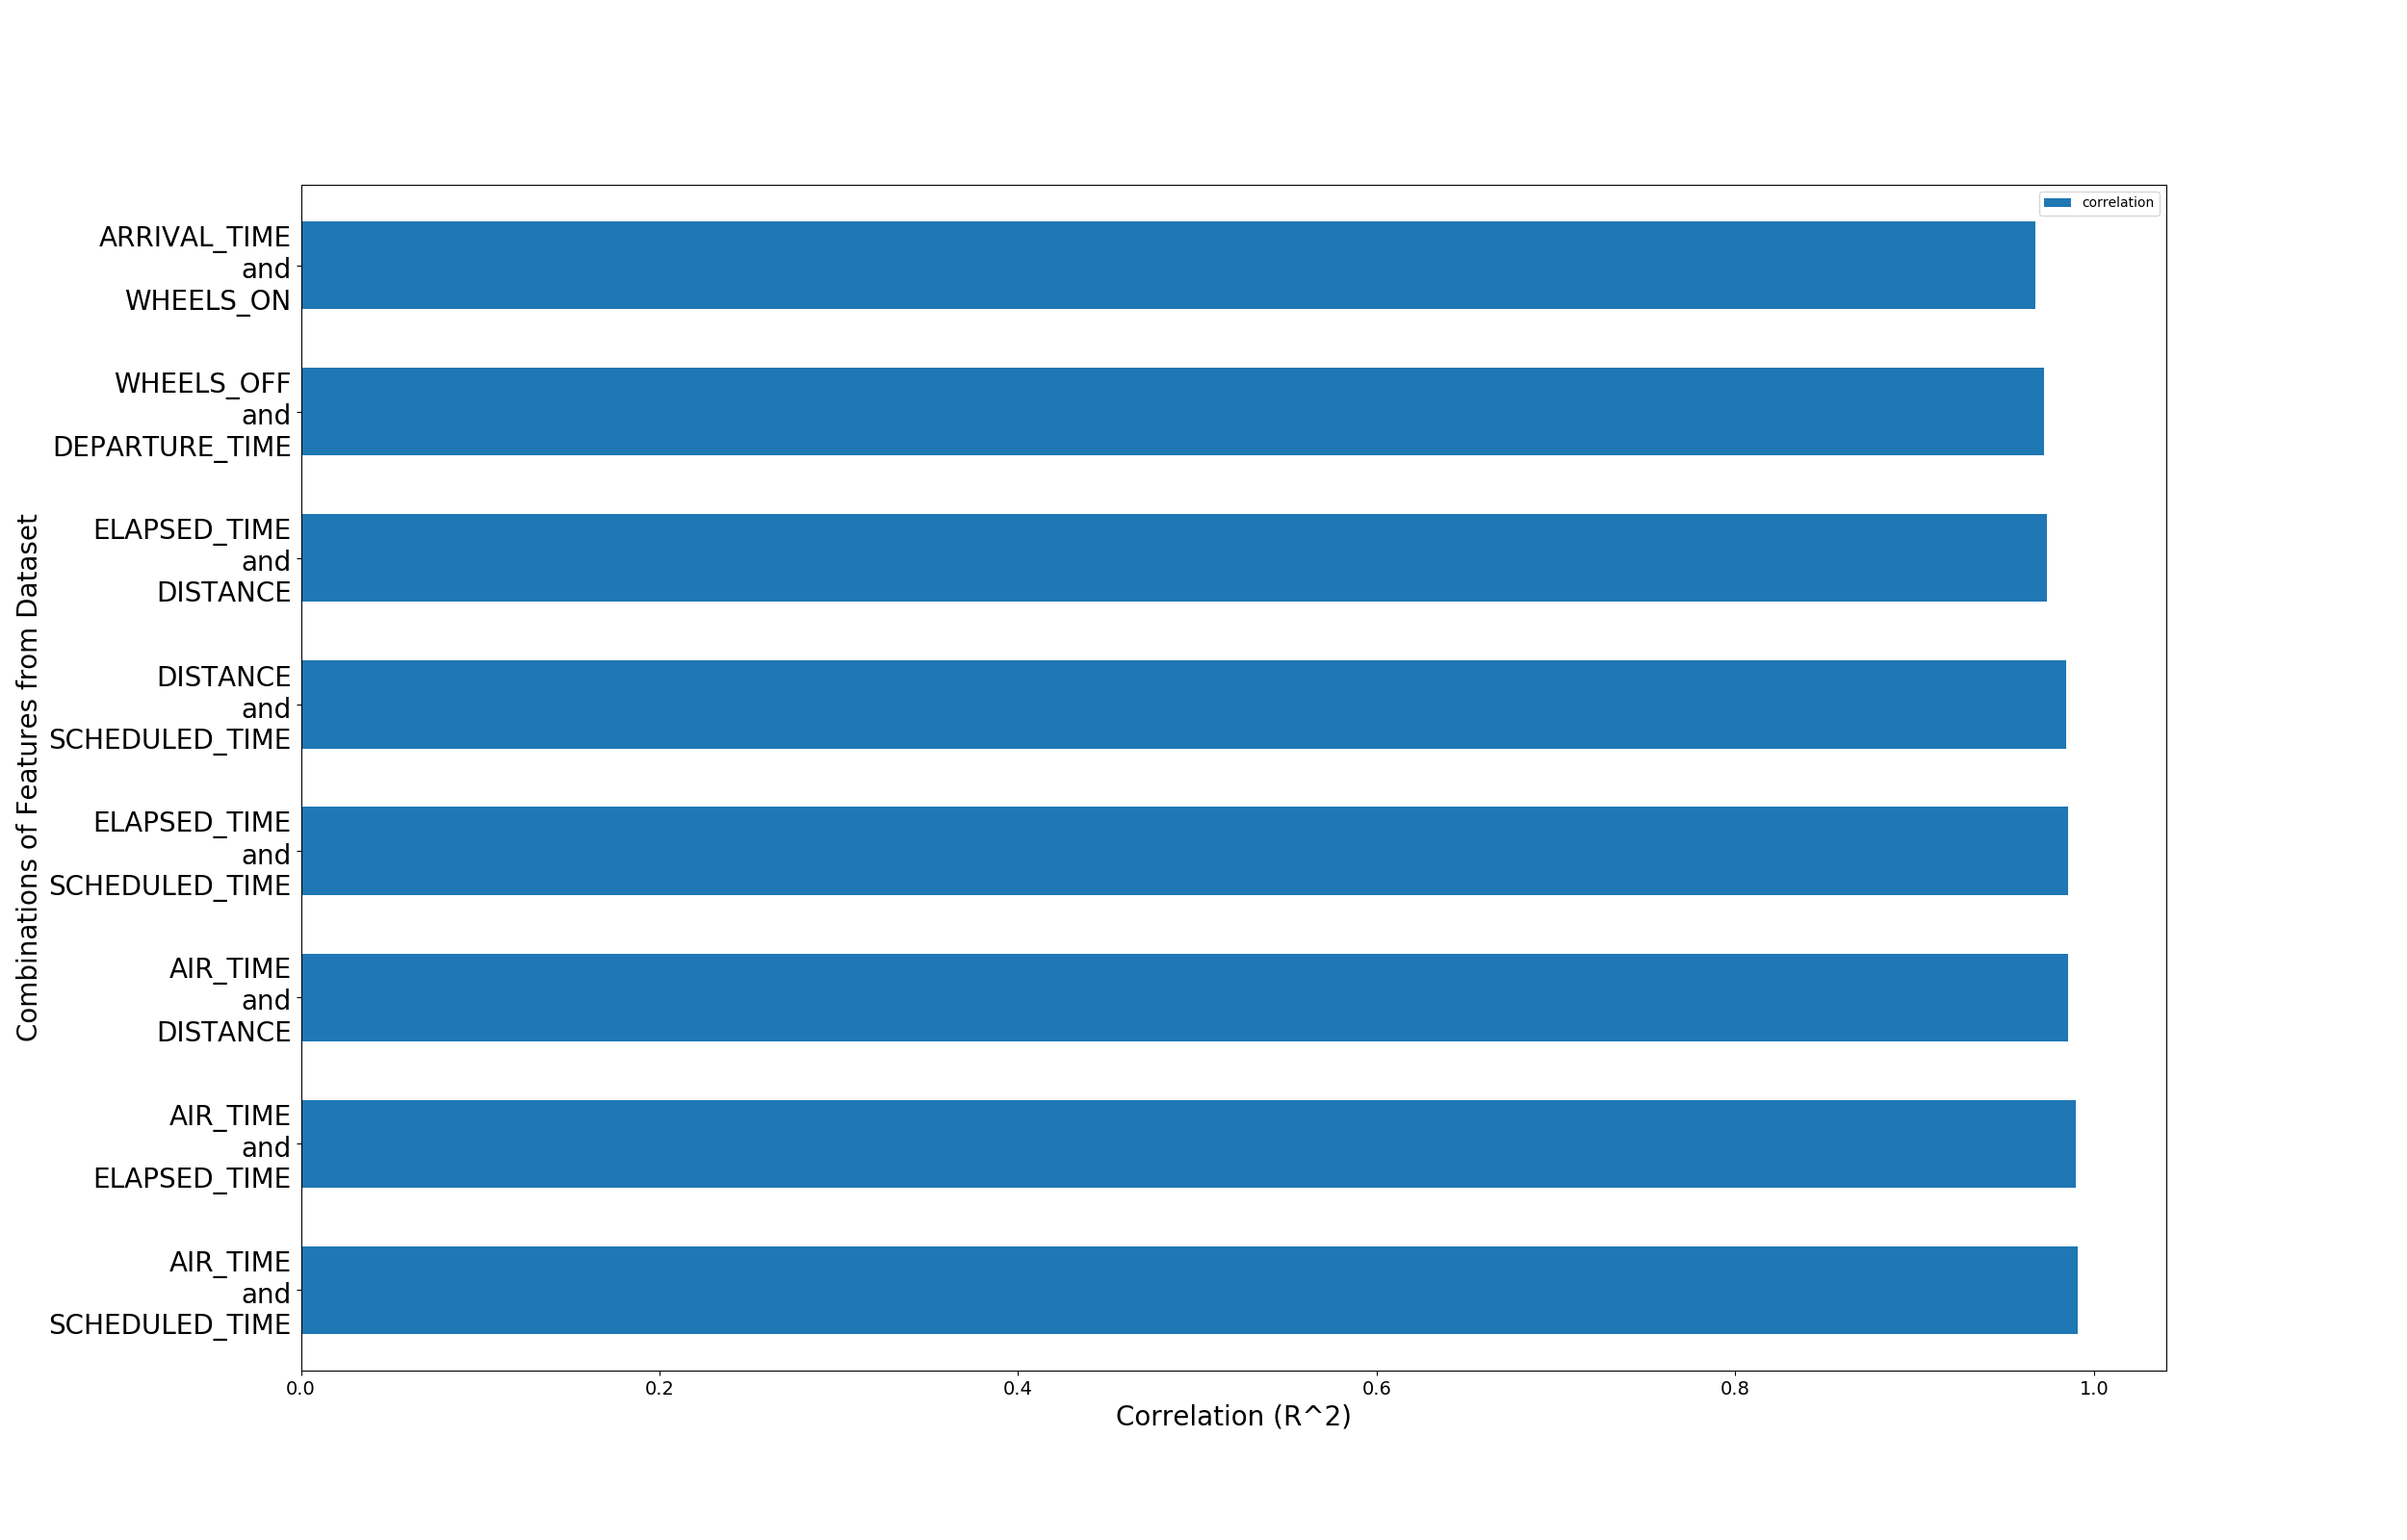 correlation
ARRIVAL_TIME
and
WHEELS_ON
WHEELS_OFF
and
DEPARTURE_TIME
ELAPSED_TIME
and
DISTANCE
DISTANCE
and
SCHEDULED_TIME
ELAPSED_TIME
and
SCHEDULED_TIME
AIR_TIME
and
DISTANCE
AIR_TIME
and
ELAPSED_TIME
AIR_TIME
and
SCHEDULED_TIME
Combinations of Features from Dataset
0.0 0.2 0.4 0.6 0.8 1.0
Correlation (R^2)